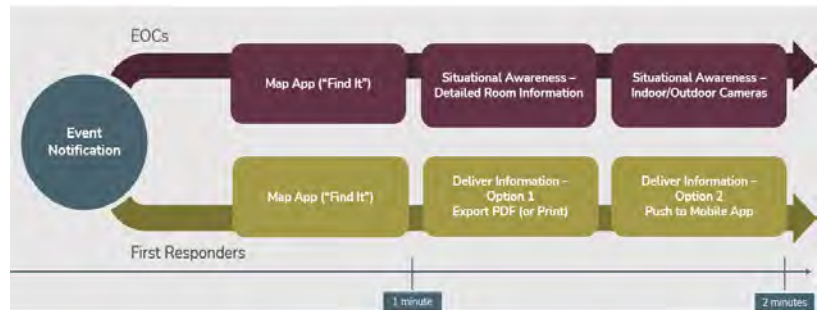 EOCs
Map App ("Find It")
Situational Awareness –
Detailed Room Information
Situational Awareness –
Indoor/Outdoor Cameras
Event
Notification
Map App ("Find It")
Deliver Information –
Option 1
Export PDF (or Print)
Deliver Information –
Option 2
Push to Mobile App
First Responders
1 minute
2 minutes